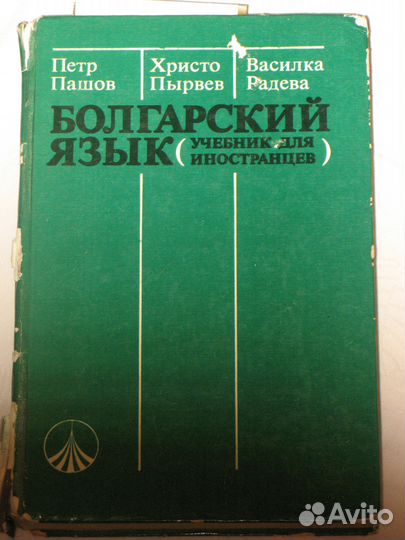 Петр Пашов
Христо Пырвев
Василка Радева
БОЛГАРСКИЙ
ЯЗЫК (УЧЕБНИК ДЛЯ ИНОСТРАНЦЕВ)
Avito